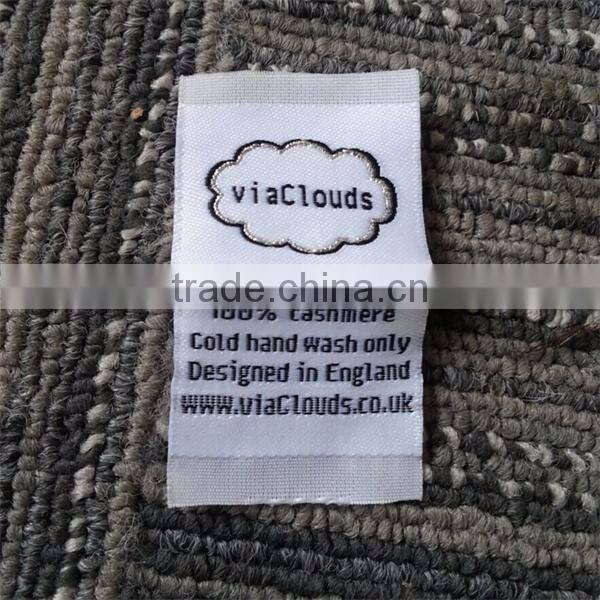 viaClouds
trade.china.cn
100% Cashmere
Cold hand wash only
Designed in England
www.viaClouds.co.uk